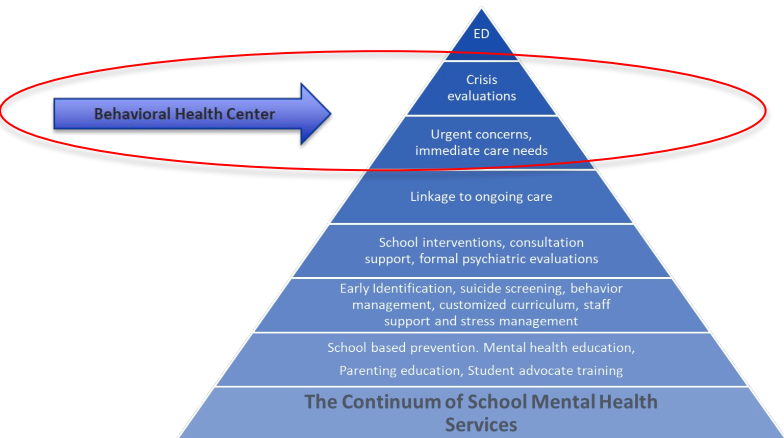 ED
Crisis
evaluations
Behavioral Health Center
Urgent concerns,
immediate care needs
Linkage to ongoing care
School interventions, consultation
support, formal psychiatric evaluations
Early Identification, suicide screening, behavior
management, customized curriculum, staff
support and stress management
School based prevention. Mental health education,
Parenting education, Student advocate training
The Continuum of School Mental Health
Services